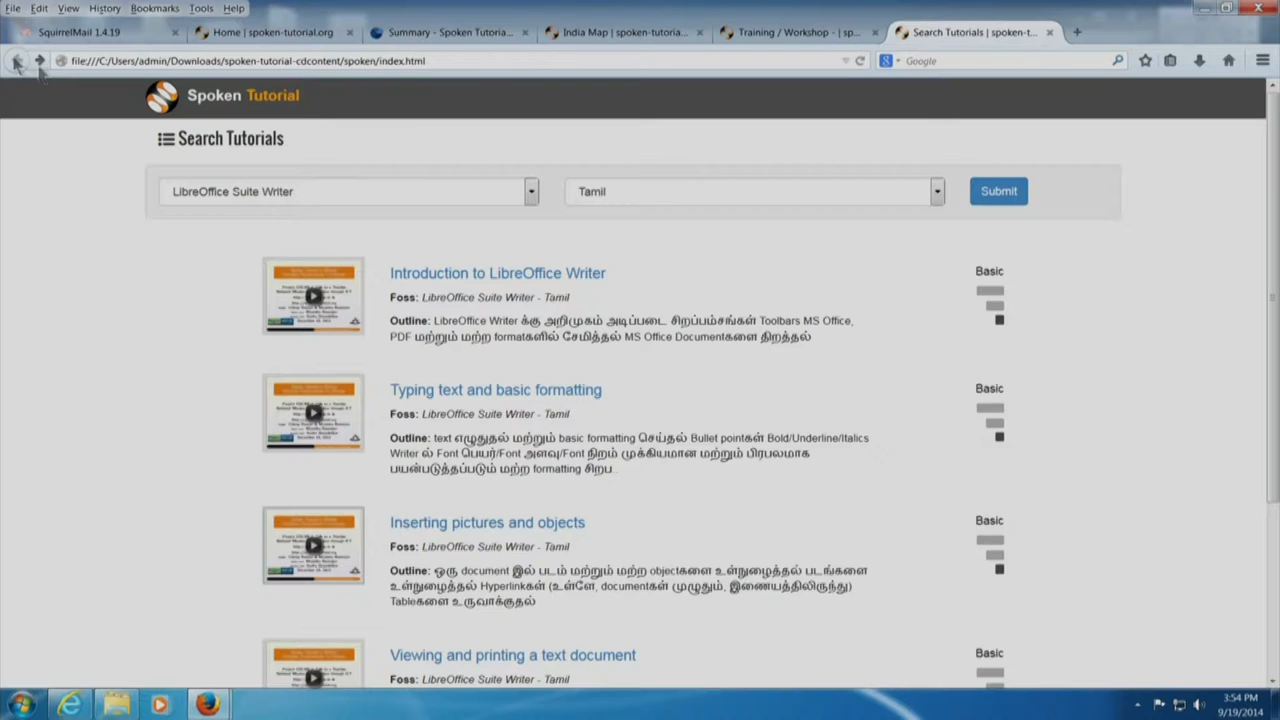 File Edit View History Bookmarks Tools Help
SquirrelMail 1.4.19 Home | spoken-tutorial.org Summary - Spoken Tutoria... India Map | spoken-tutoria... Training / Workshop - | sp... Search Tutorials | spoken-t...
file:///C:/Users/admin/Downloads/spoken-tutorial-cdcontent/spoken/index.html Google
Spoken Tutorial
Search Tutorials
LibreOffice Suite Writer Tamil Submit
Introduction to LibreOffice Writer Basic
Foss: LibreOffice Suite Writer - Tamil
Outline: LibreOffice Writer க்கு அறிமுகம் அடிப்படை சிறப்பம்சங்கள் Toolbars MS Office,
PDF மற்றும் மற்ற formatகளில் சேமித்தல் MS Office Documentகளை திறத்தல்
Typing text and basic formatting Basic
Foss: LibreOffice Suite Writer - Tamil
Outline: text எழுதுதல் மற்றும் basic formatting செய்தல் Bullet pointகள் Bold/Underline/Italics
Writer ல் Font பெயர்/Font அளவு/Font நிறம் முக்கியமான மற்றும் பிரபலமாக
பயன்படுத்தப்படும் மற்ற formatting சிறப
Inserting pictures and objects Basic
Foss: LibreOffice Suite Writer - Tamil
Outline: ஒரு document இல் படம் மற்றும் மற்ற objectகளை உள்நுழைத்தல் படங்களை
உள்நுழைத்தல் Hyperlinkகள் (உள்ளே, documentகள் முழுதும், இணையத்திலிருந்து)
Tableகளை உருவாக்குதல்
Viewing and printing a text document Basic
Foss: LibreOffice Suite Writer - Tamil
3:54 PM
9/19/2014